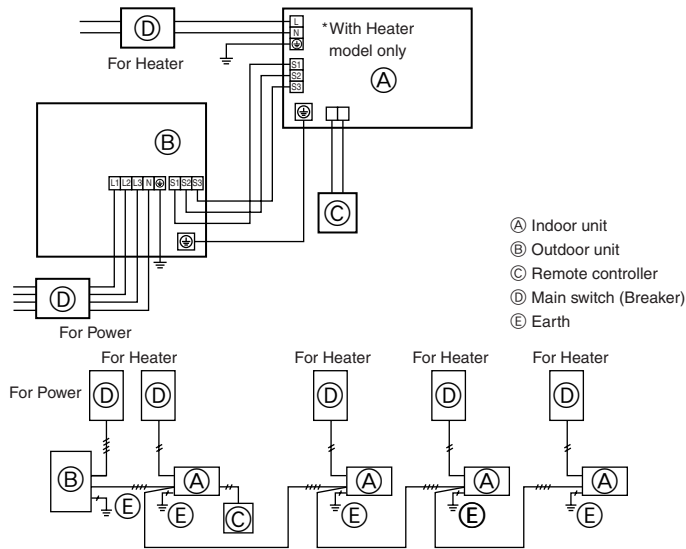 Ⓓ
For Heater
L
N
*With Heater
model only
Ⓐ
S1
S2
S3
Ⓑ
L1 L2 L3 N S1 S2 S3
Ⓒ
Ⓓ
For Power
Ⓐ Indoor unit
Ⓑ Outdoor unit
Ⓒ Remote controller
Ⓓ Main switch (Breaker)
Ⓔ Earth
For Heater For Heater For Heater For Heater
For Power Ⓓ Ⓓ Ⓓ Ⓓ Ⓓ
Ⓑ Ⓐ Ⓐ Ⓐ Ⓐ
Ⓔ Ⓔ Ⓒ Ⓔ Ⓔ Ⓔ